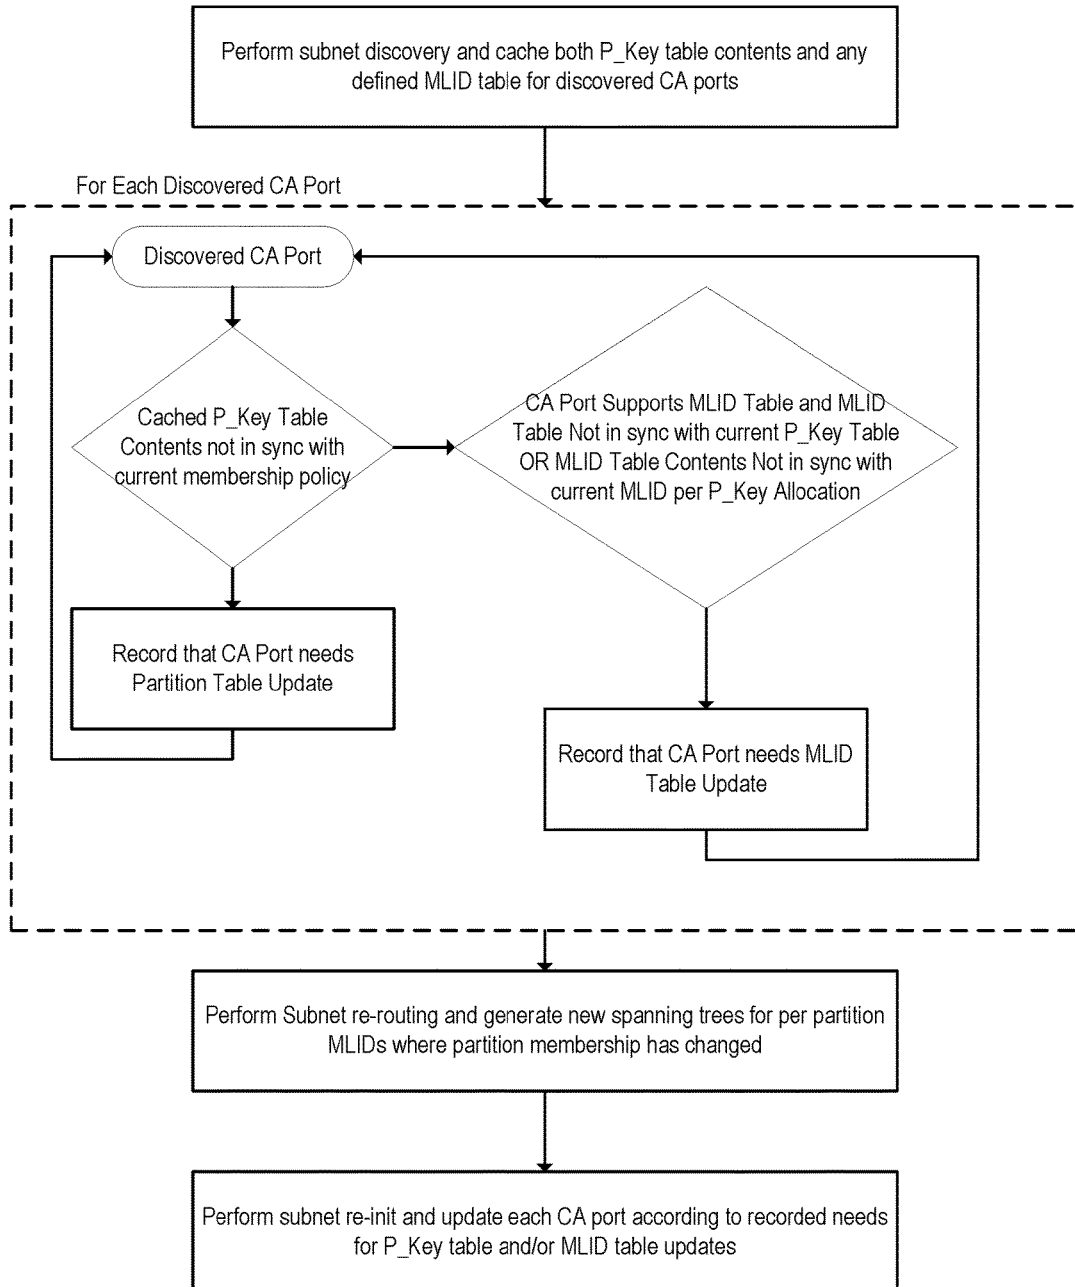 Perform subnet discovery and cache both P_Key table contents and any
defined MLID table for discovered CA ports
For Each Discovered CA Port
Discovered CA Port
Cached P_Key Table
Contents not in sync with
current membership policy
CA Port Supports MLID Table and MLID
Table Not in sync with current P_Key Table
OR MLID Table Contents Not in sync with
current MLID per P_Key Allocation
Record that CA Port needs
Partition Table Update
Record that CA Port needs MLID
Table Update
Perform Subnet re-routing and generate new spanning trees for per partition
MLIDs where partition membership has changed
Perform subnet re-init and update each CA port according to recorded needs
for P_Key table and/or MLID table updates